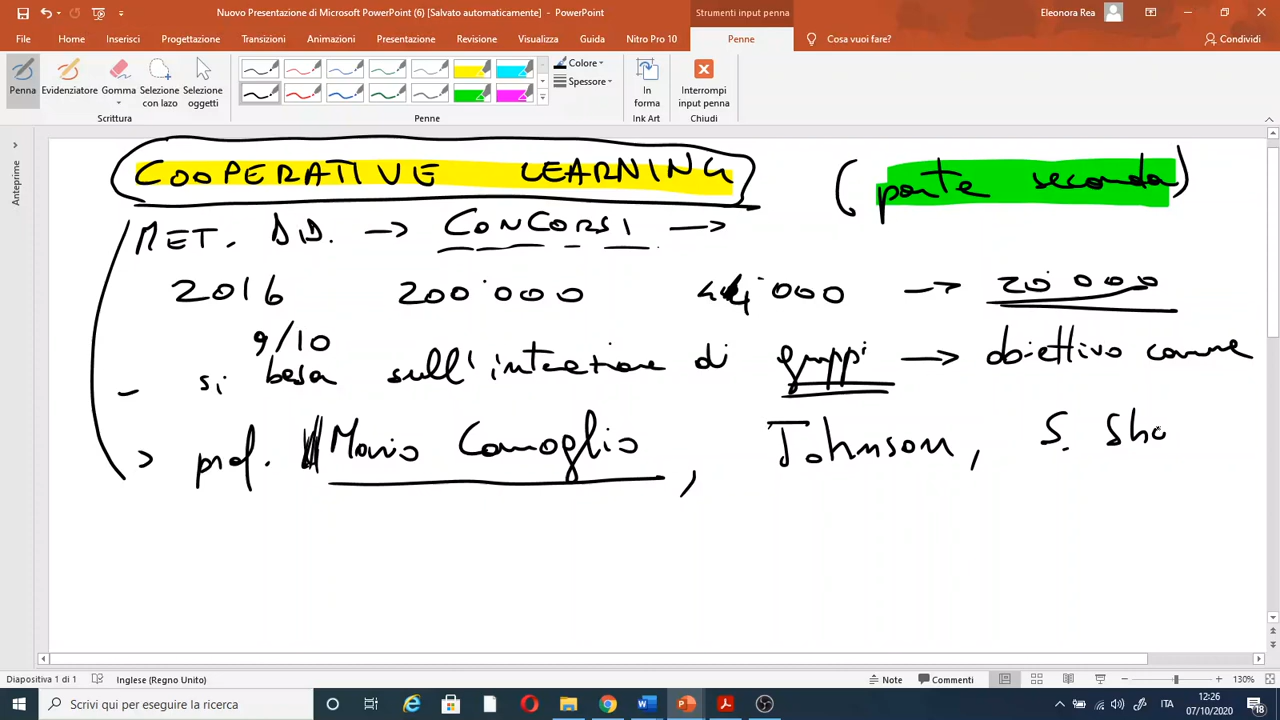 Nuovo Presentazione di Microsoft PowerPoint (6) [Salvato automaticamente] - PowerPoint
Strumenti input penna
Eleonora Rea
File Home Inserisci Progettazione Transizioni Animazioni Presentazione Revisione Visualizza Guida Nitro Pro 10 Penne Cosa vuoi fare? Condividi
Penna Evidenziatore Gomma Selezione con lazo Selezione oggetti
Colore
Spessore
In forma
Interrompi input penna
Scrittura Penne Ink Art Chiudi
Anteprime
COOPERATIVE LEARNING (parte seconda)
MET. DD. → CONCORSI →
2016 200'000 000 → 20'000
9/10
- si basa sull'interazione di gruppi → obiettivo comune
> prof. Mario Comoglio, Johnson, S. Sha
Diapositiva 1 di 1 Inglese (Regno Unito) Note Commenti 130%
Scrivi qui per eseguire la ricerca
12:26
07/10/2020
18